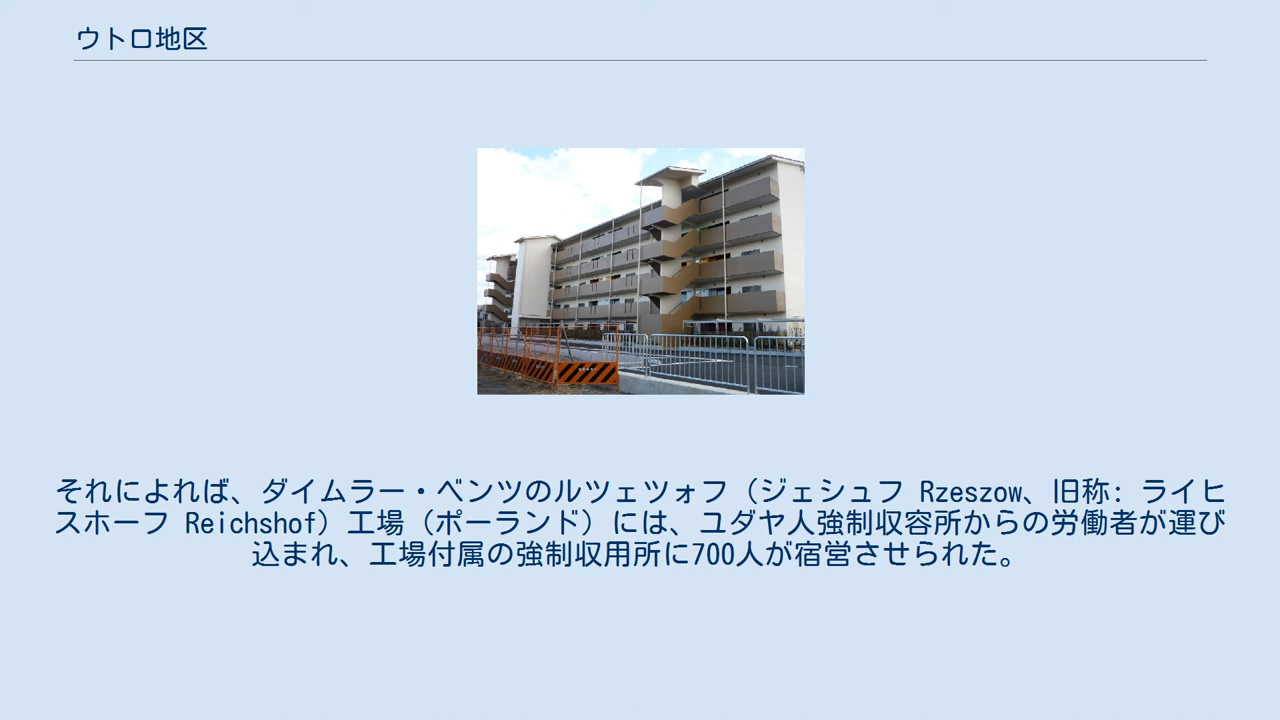 ウトロ地区
それによれば、ダイムラー・ベンツのルツェツォフ（ジェシュフ Rzeszow、旧称: ライヒ
スホーフ Reichshof）工場（ポーランド）には、ユダヤ人強制収容所からの労働者が運び
込まれ、工場付属の強制収用所に700人が宿営させられた。